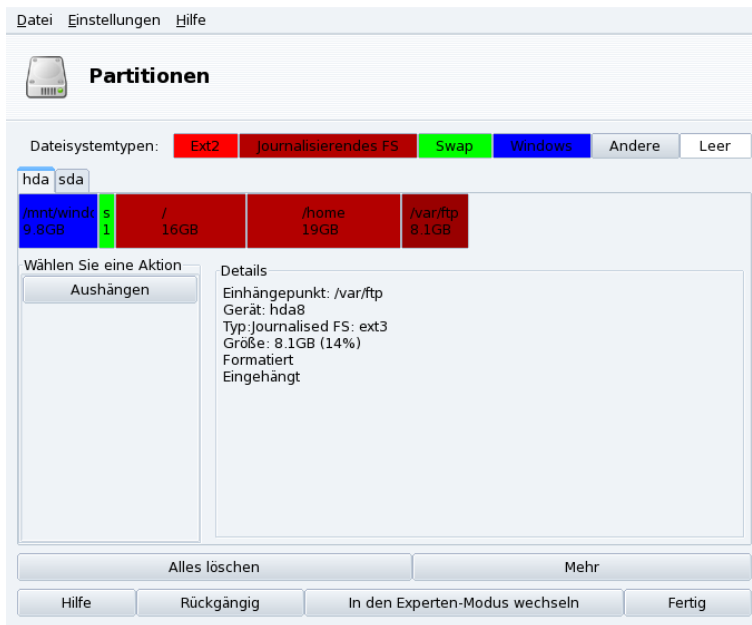 Datei Einstellungen Hilfe
Partitionen
Dateisystemtypen: Ext2 Journalisierendes FS Swap Windows Andere Leer
hda sda
/mnt/windo s / /home /var/ftp
9.8GB 1 16GB 19GB 8.1GB
Wählen Sie eine Aktion
Aushängen
Details
Einhängepunkt: /var/ftp
Gerät: hda8
Typ:Journalised FS: ext3
Größe: 8.1GB (14%)
Formatiert
Eingehängt
Alles löschen Mehr
Hilfe Rückgängig In den Experten-Modus wechseln Fertig